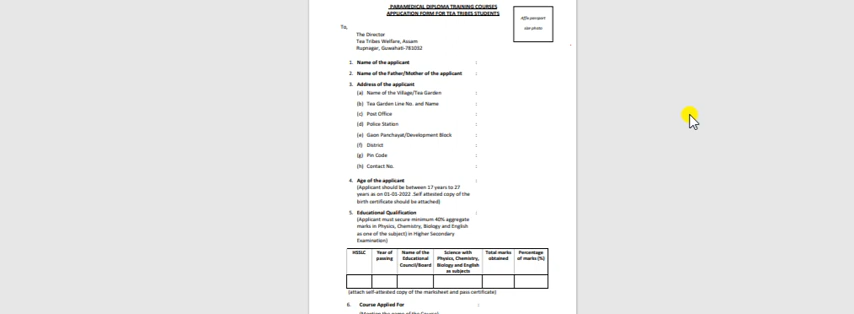 PARAMEDICAL DIPLOMA TRAINING COURSES
APPLICATION FORM FOR TEA TRIBES STUDENTS
Affix passport
size photo
To,
The Director
Tea Tribes Welfare, Assam
Rupnagar, Guwahati-781032
1. Name of the applicant :
2. Name of the Father/Mother of the applicant :
3. Address of the applicant
(a) Name of the Village/Tea Garden :
(b) Tea Garden Line No. and Name :
(c) Post Office :
(d) Police Station :
(e) Gaon Panchayat/Development Block :
(f) District :
(g) Pin Code :
(h) Contact No. :
4. Age of the applicant :
(Applicant should be between 17 years to 27
years as on 01-01-2022 .Self attested copy of the
birth certificate should be attached)
5. Educational Qualification :
(Applicant must secure minimum 40% aggregate
marks in Physics, Chemistry, Biology and English
as one of the subject) in Higher Secondary
Examination)
HSSLC
Year of
passing
Name of the
Educational
Council/Board
Science with
Physics, Chemistry,
Biology and English
as subjects
Total marks
obtained
Percentage
of marks (%)
(attach self-attested copy of the marksheet and pass certificate)
6. Course Applied For :
(Mention the name of the Course)